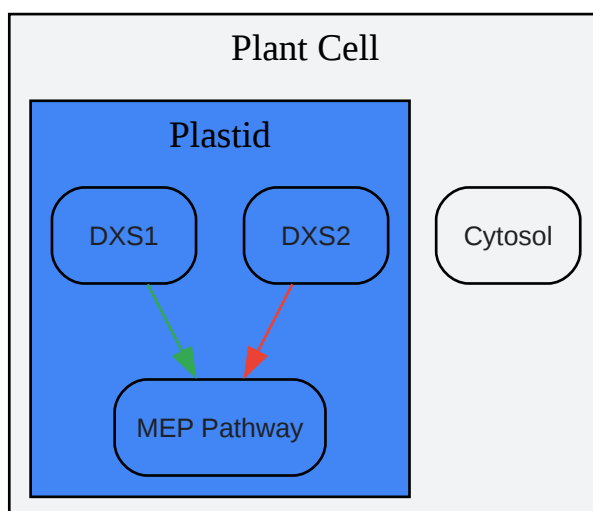 Plant Cell
Plastid
DXS1
DXS2
Cytosol
MEP Pathway